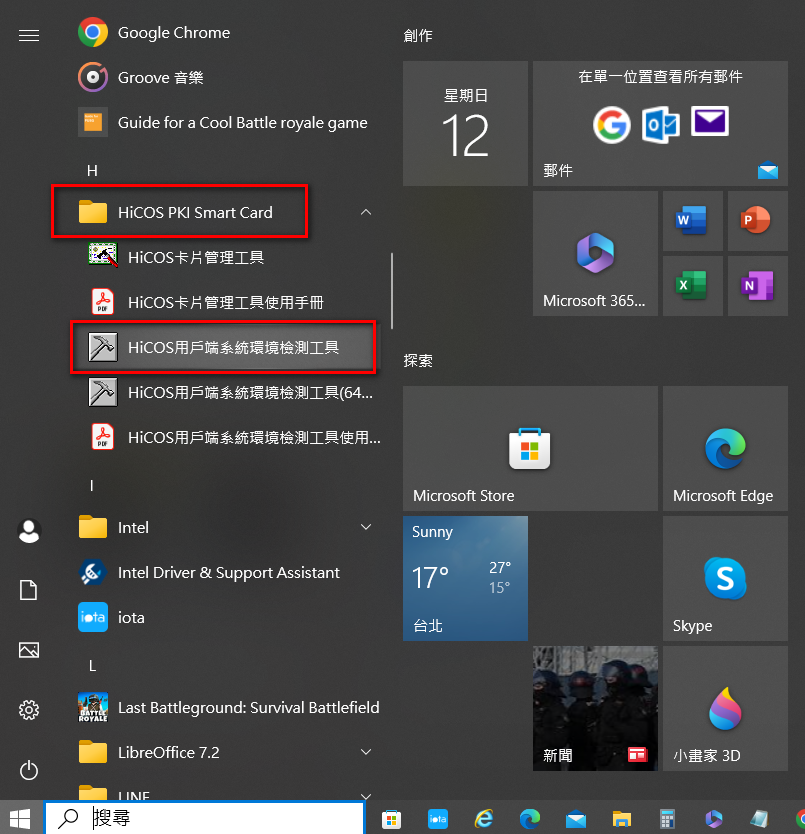 Google Chrome
Groove 音樂
Guide for a Cool Battle royale game
H
HiCOS PKI Smart Card
HiCOS卡片管理工具
HiCOS卡片管理工具使用手冊
HiCOS用戶端系統環境檢測工具
HiCOS用戶端系統環境檢測工具(64...
HiCOS用戶端系統環境檢測工具使用...
I
Intel
Intel Driver & Support Assistant
iota
iota
L
BATTLE
ROYALE
Last Battleground: Survival Battlefield
LibreOffice 7.2
LINE
搜尋
創作
星期日
12
在單一位置查看所有郵件
郵件
Microsoft 365...
探索
Microsoft Store
Microsoft Edge
Sunny
17°
27°
15°
台北
Skype
新聞
小畫家 3D
iota